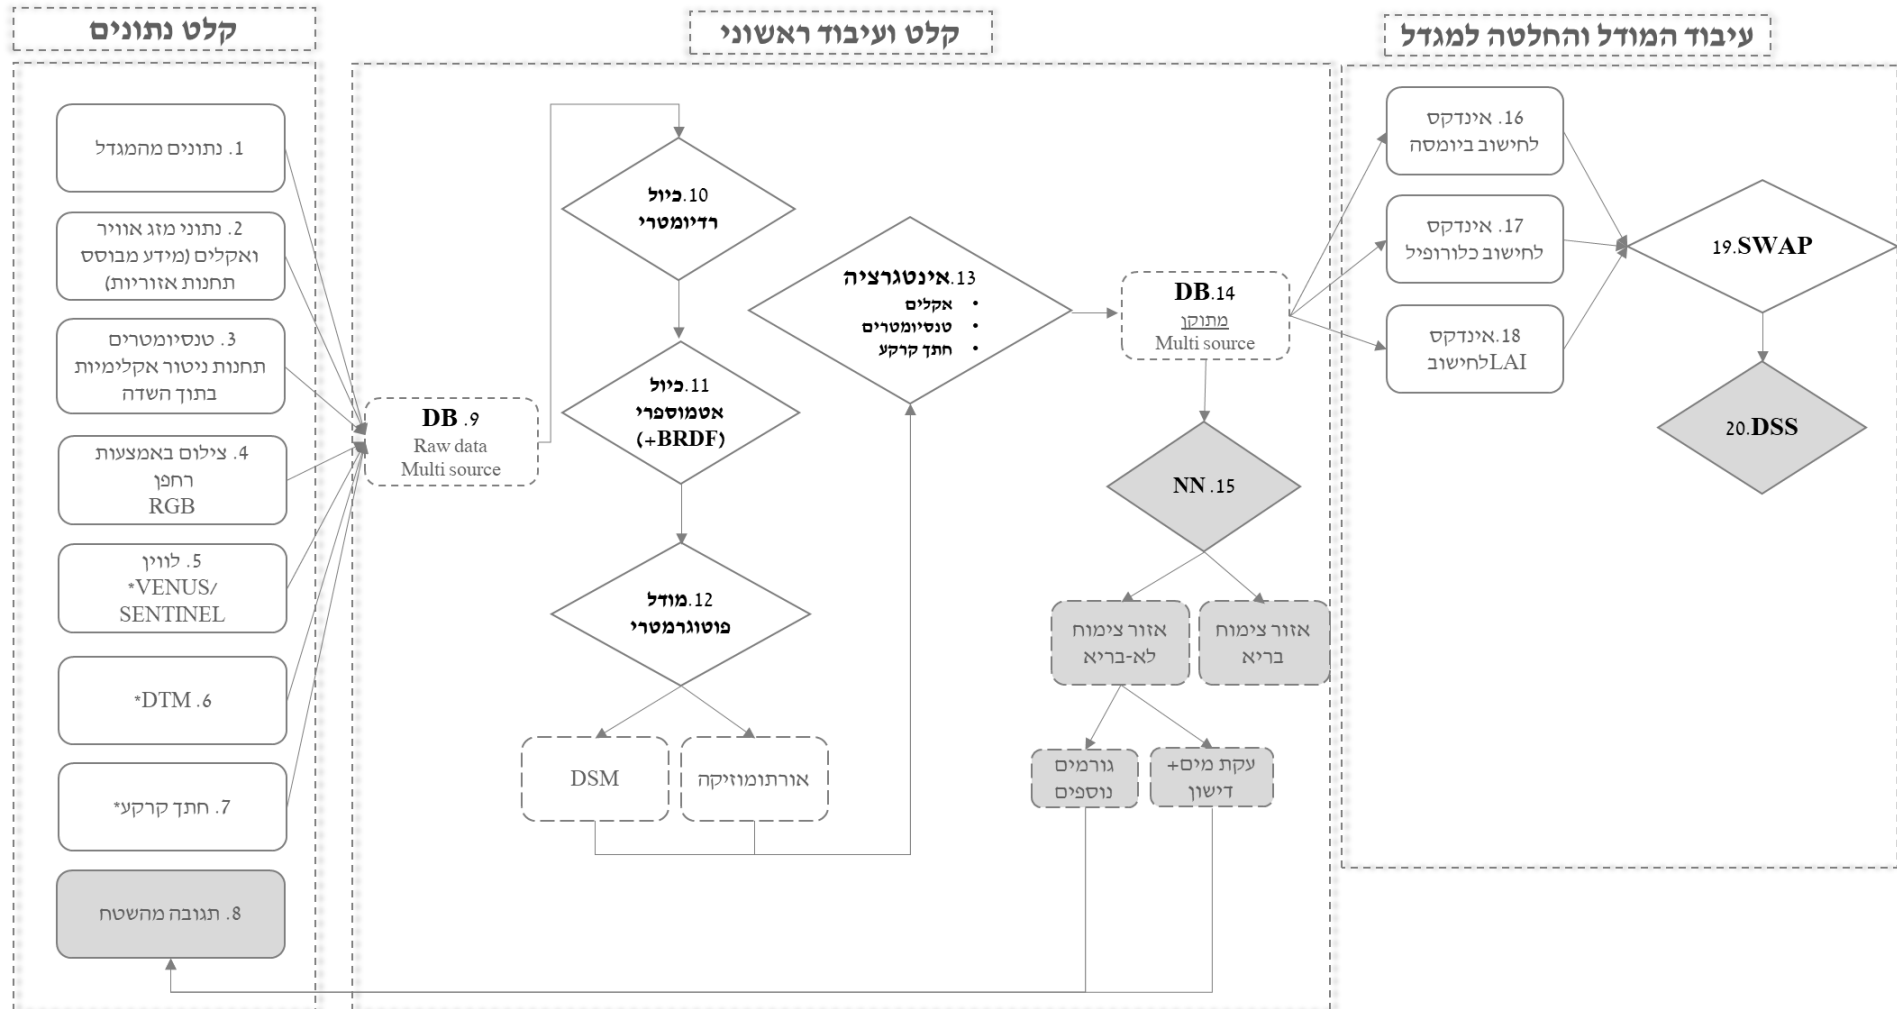 קלט נתונים
1. נתונים מהמגדל
2. נתוני מזג אוויר
ואקלים (מידע מבוסס
תחנות אזוריות)
3. טנסיומטרים
תחנות ניטור אקלימיות
בתוך השדה
4. צילום באמצעות
רחפן
RGB
5. לווין
*VENUS/
SENTINEL
6. DTM*
7. חתך קרקע*
8. תגובה מהשטח
קלט ועיבוד ראשוני
9. DB
Raw data
Multi source
10.כיול
רדיומטרי
11.כיול
אטמוספרי
(BRDF+)
12.מודל
פוטוגרמטרי
DSM
אורתומוזיקה
13.אינטגרציה
• אקלים
• טנסיומטרים
• חתך קרקע
14.DB
מתוקן
Multi source
15. NN
אזור צימוח
בריא
אזור צימוח
לא-בריא
עקת מים+
דישון
גורמים
נוספים
עיבוד המודל והחלטה למגדל
16. אינדקס
לחישוב ביומסה
17. אינדקס
לחישוב כלורופיל
18.אינדקס
לחישובLAI
19.SWAP
20.DSS